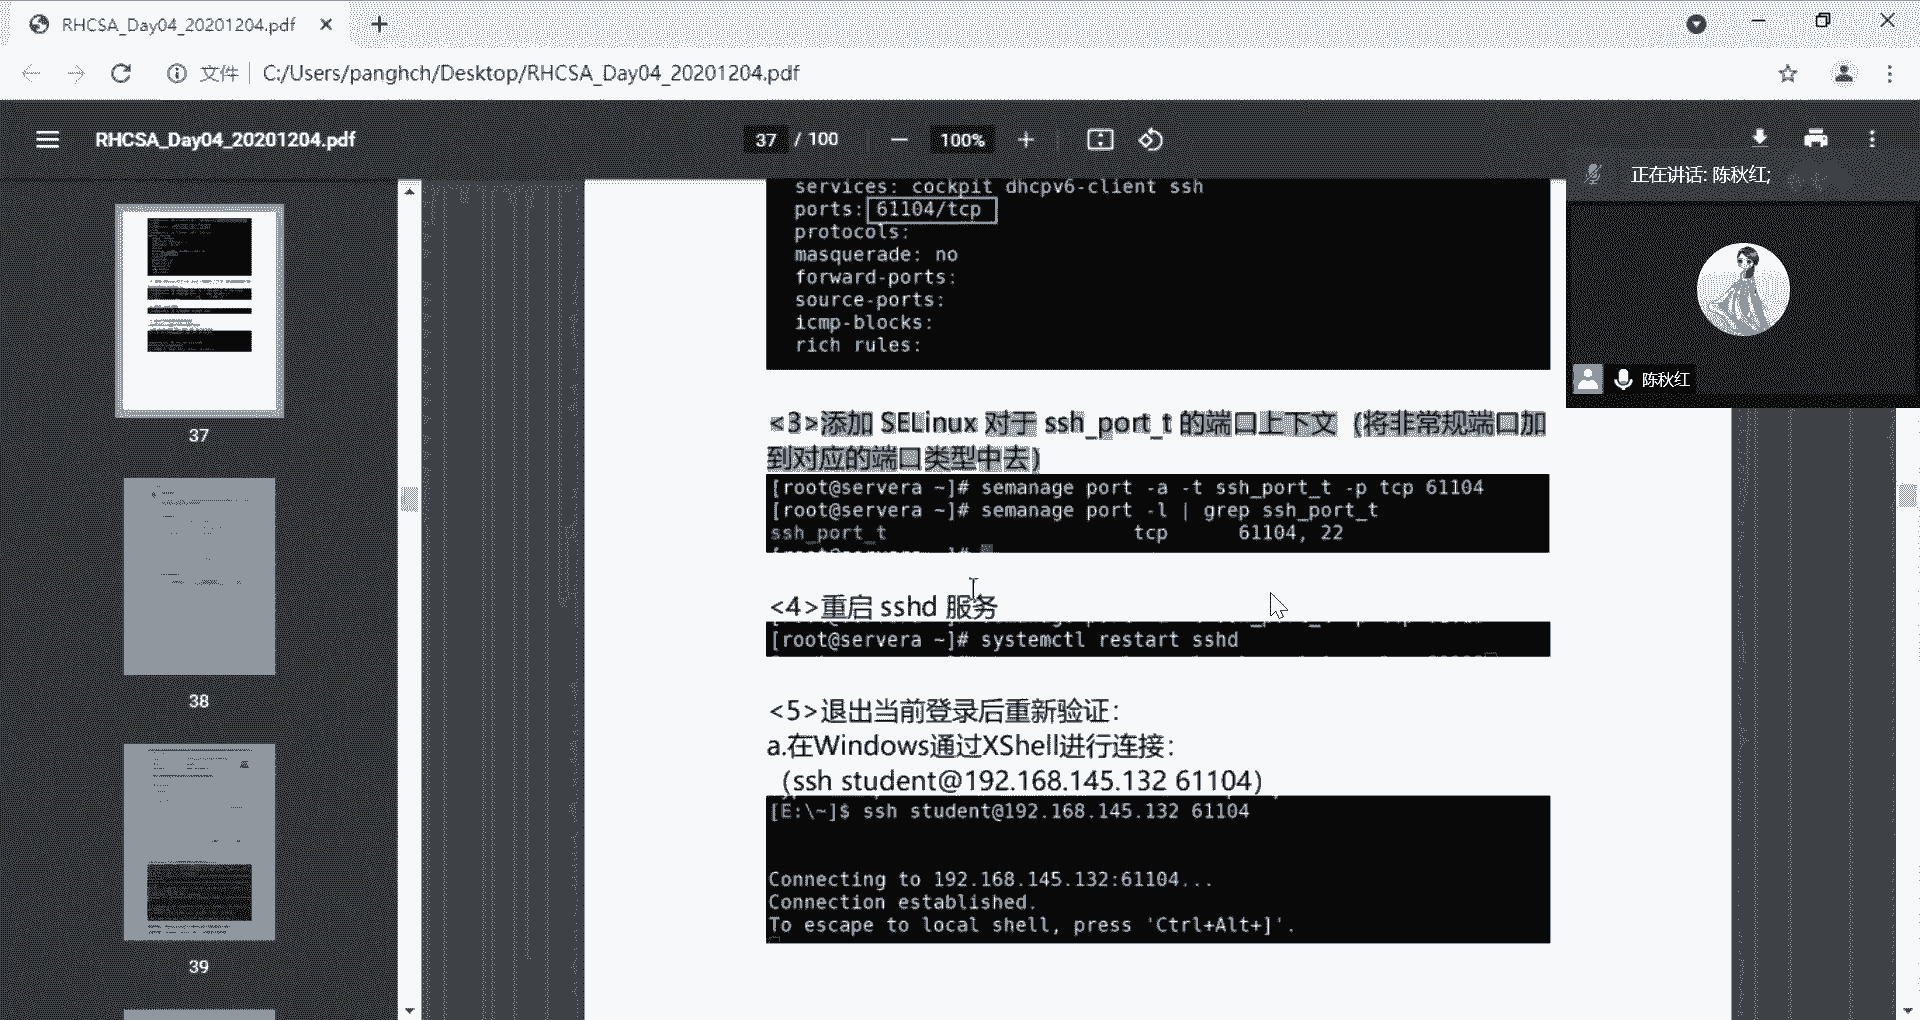 RHCSA_Day04_20201204.pdf
文件 C:/Users/panghch/Desktop/RHCSA_Day04_20201204.pdf
RHCSA_Day04_20201204.pdf
37 / 100
100%
正在讲话: 陈秋红;
陈秋红
37
38
39
services: cockpit dhcpv6-client ssh
ports: 61104/tcp
protocols:
masquerade: no
forward-ports:
source-ports:
icmp-blocks:
rich rules:
<3>添加 SELinux 对于 ssh_port_t 的端口上下文（将非常规端口加
到对应的端口类型中去）
[root@servera ~]# semanage port -a -t ssh_port_t -p tcp 61104
[root@servera ~]# semanage port -l | grep ssh_port_t
ssh_port_t tcp 61104, 22
<4>重启 sshd 服务
[root@servera ~]# systemctl restart sshd
<5>退出当前登录后重新验证：
a.在Windows通过XShell进行连接：
（ssh student@192.168.145.132 61104）
[E:\~]$ ssh student@192.168.145.132 61104
Connecting to 192.168.145.132:61104...
Connection established.
To escape to local shell, press 'Ctrl+Alt+]'.